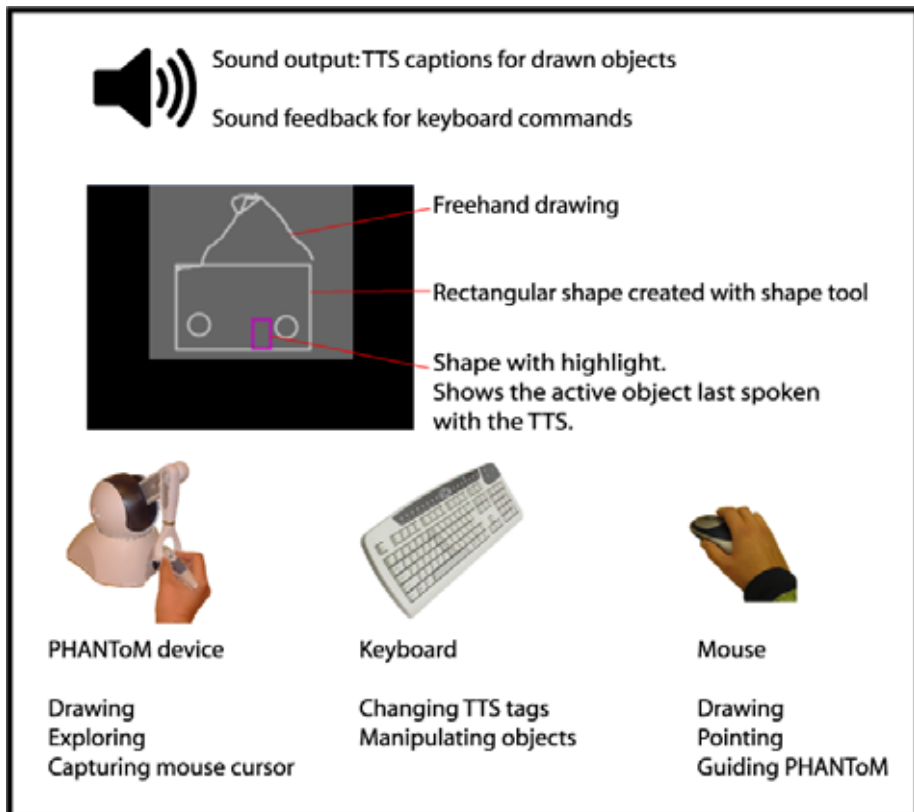 Sound output: TTS captions for drawn objects
Sound feedback for keyboard commands
Freehand drawing
Rectangular shape created with shape tool
Shape with highlight.
Shows the active object last spoken
with the TTS.
PHANToM device
Drawing
Exploring
Capturing mouse cursor
Keyboard
Changing TTS tags
Manipulating objects
Mouse
Drawing
Pointing
Guiding PHANToM